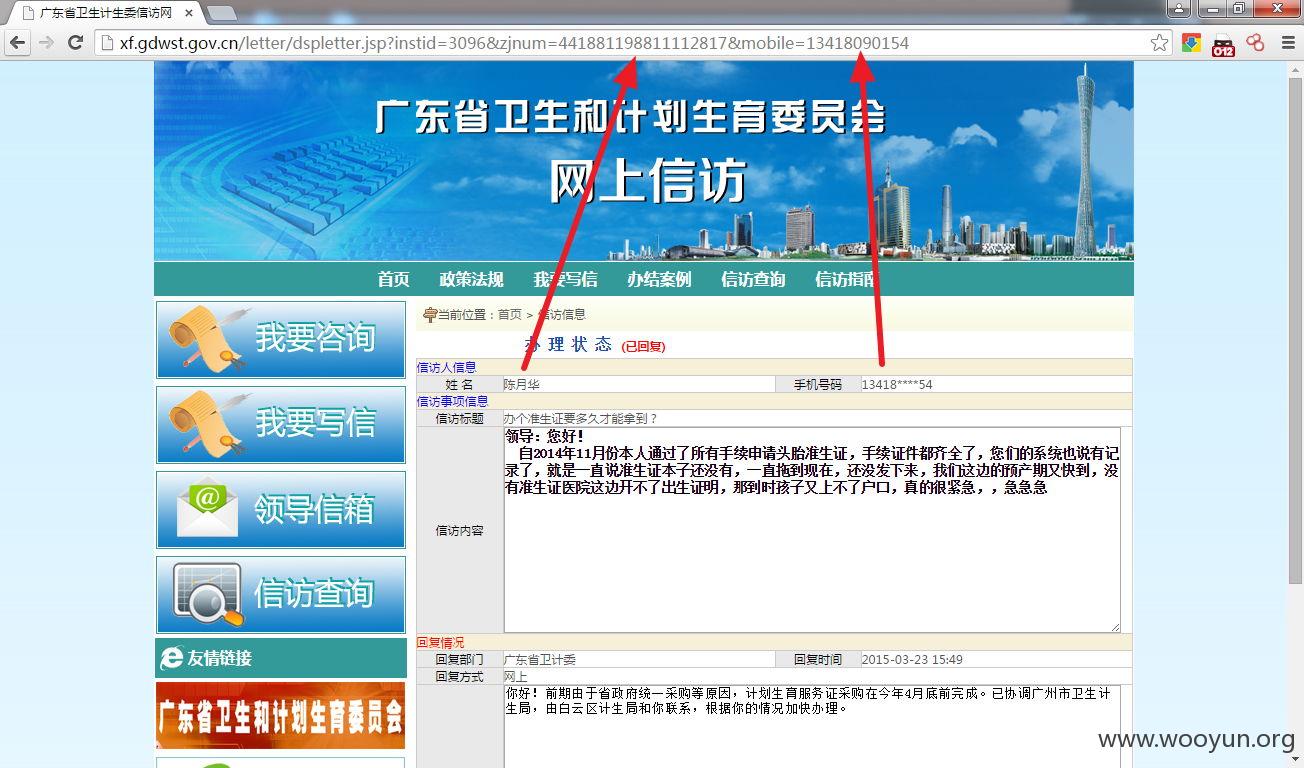 广东省卫生计生委信访网
xf.gdwst.gov.cn/letter/dspletter.jsp?instid=3096&zjnum=441881198811112817&mobile=13418090154
012
广东省卫生和计划生育委员会
网上信访
首页 政策法规 我要写信 办结案例 信访查询 信访指南
我要咨询
我要写信
领导信箱
信访查询
友情链接
广东省卫生和计划生育委员会
当前位置：首页 > 信访信息
办 理 状 态 (已回复)
信访人信息
姓 名 陈月华 手机号码 13418****54
信访事项信息
信访标题 办个准生证要多久才能拿到？
信访内容
领导：您好！
自2014年11月份本人通过了所有手续申请头胎准生证，手续证件都齐全了，您们的系统也说有记
录了，就是一直说准生证本子还没有，一直拖到现在，还没发下来，我们这边的预产期又快到，没
有准生证医院这边开不了出生证明，那到时孩子又上不了户口，真的很紧急，，急急急
回复情况
回复部门 广东省卫计委 回复时间 2015-03-23 15:49
回复方式 网上
你好！前期由于省政府统一采购等原因，计划生育服务证采购在今年4月底前完成。已协调广州市卫生计
生局，由白云区计生局和你联系，根据你的情况加快办理。
www.wooyun.org